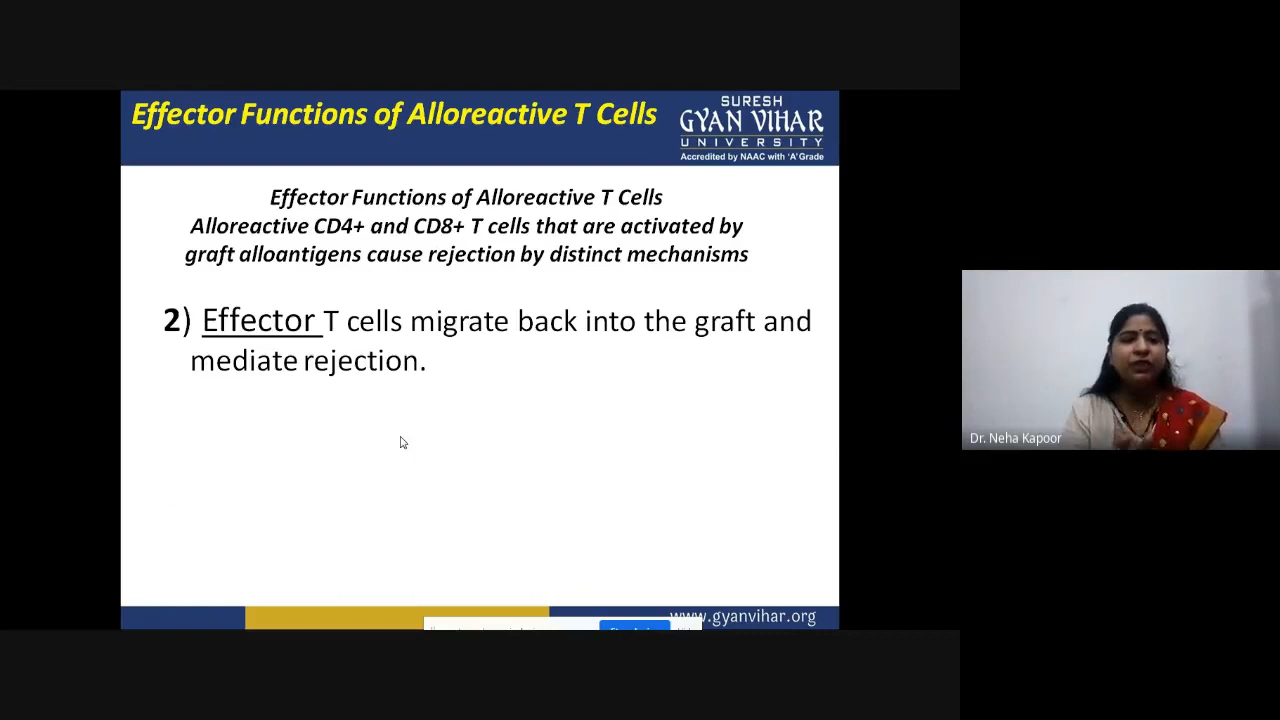 Effector Functions of Alloreactive T Cells
SURESH
GYAN VIHAR
UNIVERSITY
Accredited by NAAC with 'A' Grade
Effector Functions of Alloreactive T Cells
Alloreactive CD4+ and CD8+ T cells that are activated by
graft alloantigens cause rejection by distinct mechanisms
2) Effector T cells migrate back into the graft and
mediate rejection.
Dr. Neha Kapoor
www.gyanvihar.org